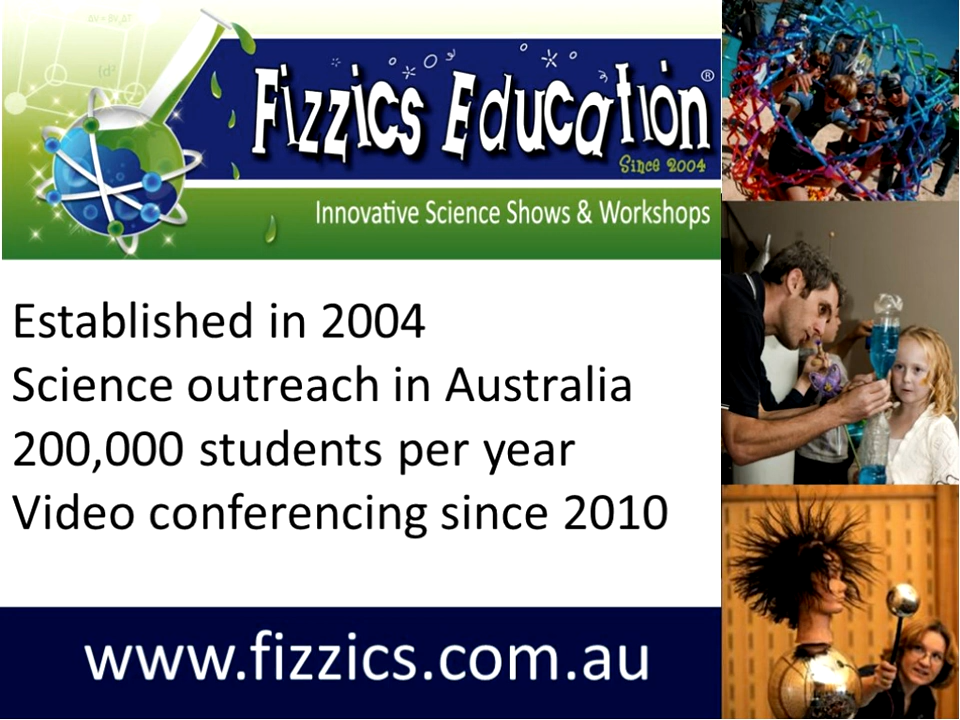 Fizzics Education®
Since 2004
Innovative Science Shows & Workshops
Established in 2004
Science outreach in Australia
200,000 students per year
Video conferencing since 2010
www.fizzics.com.au